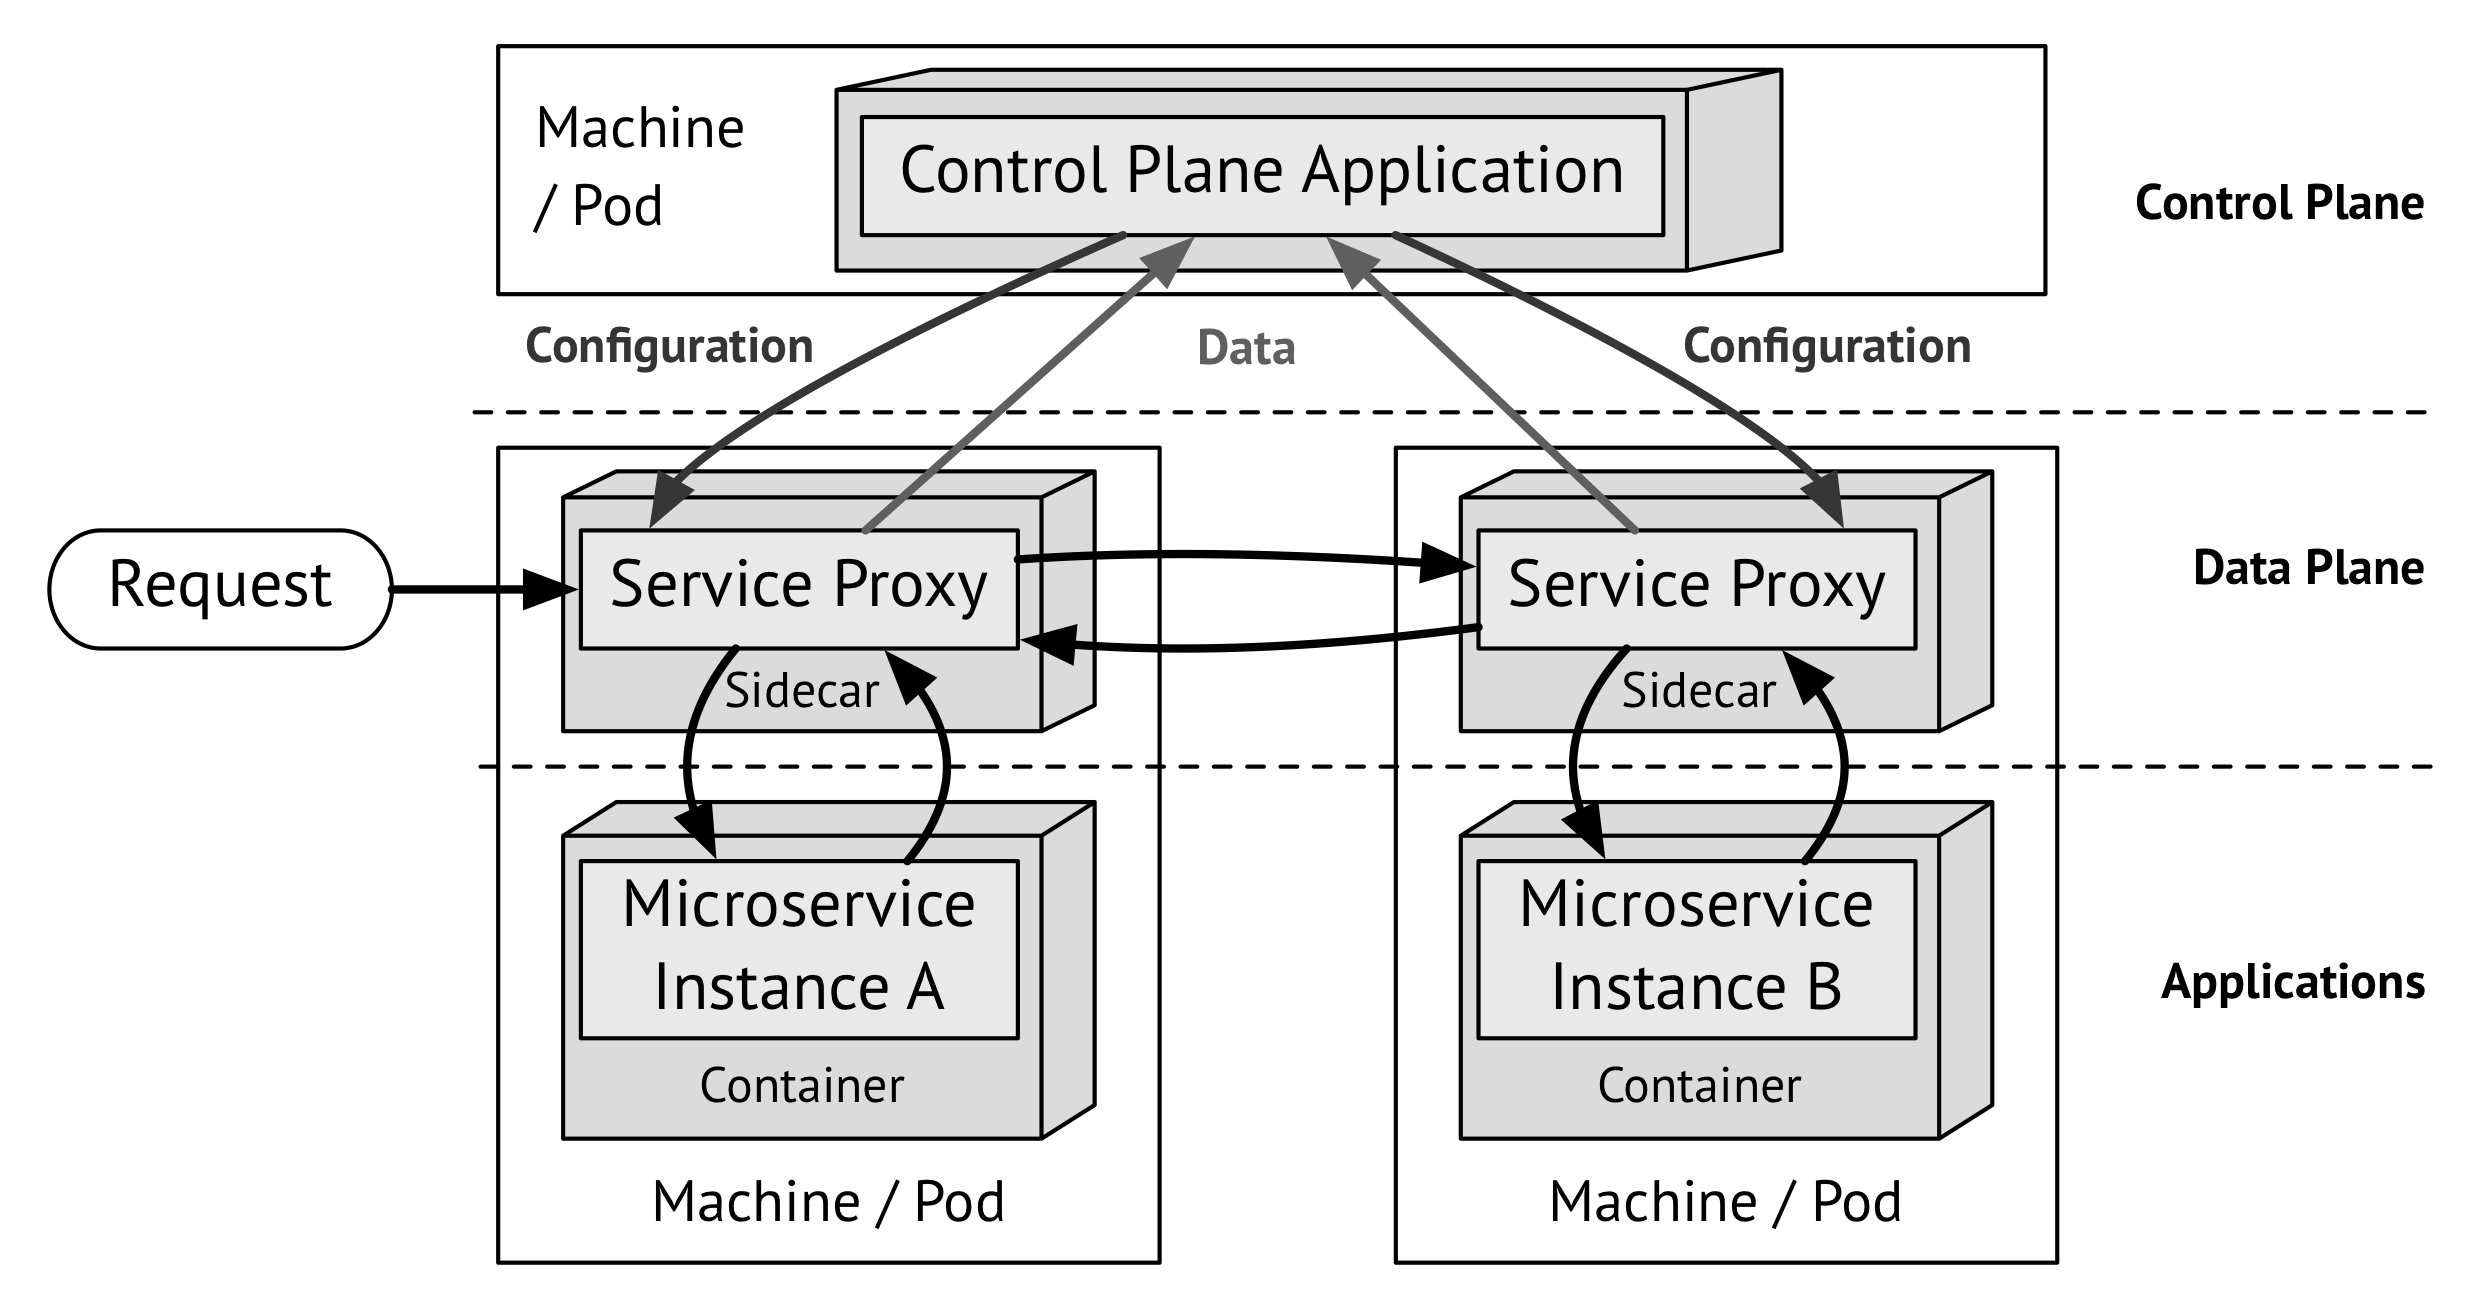 Machine
/ Pod
Control Plane Application
Control Plane
Configuration
Data
Configuration
Request
Service Proxy
Sidecar
Service Proxy
Sidecar
Data Plane
Microservice
Instance A
Container
Microservice
Instance B
Container
Applications
Machine / Pod
Machine / Pod